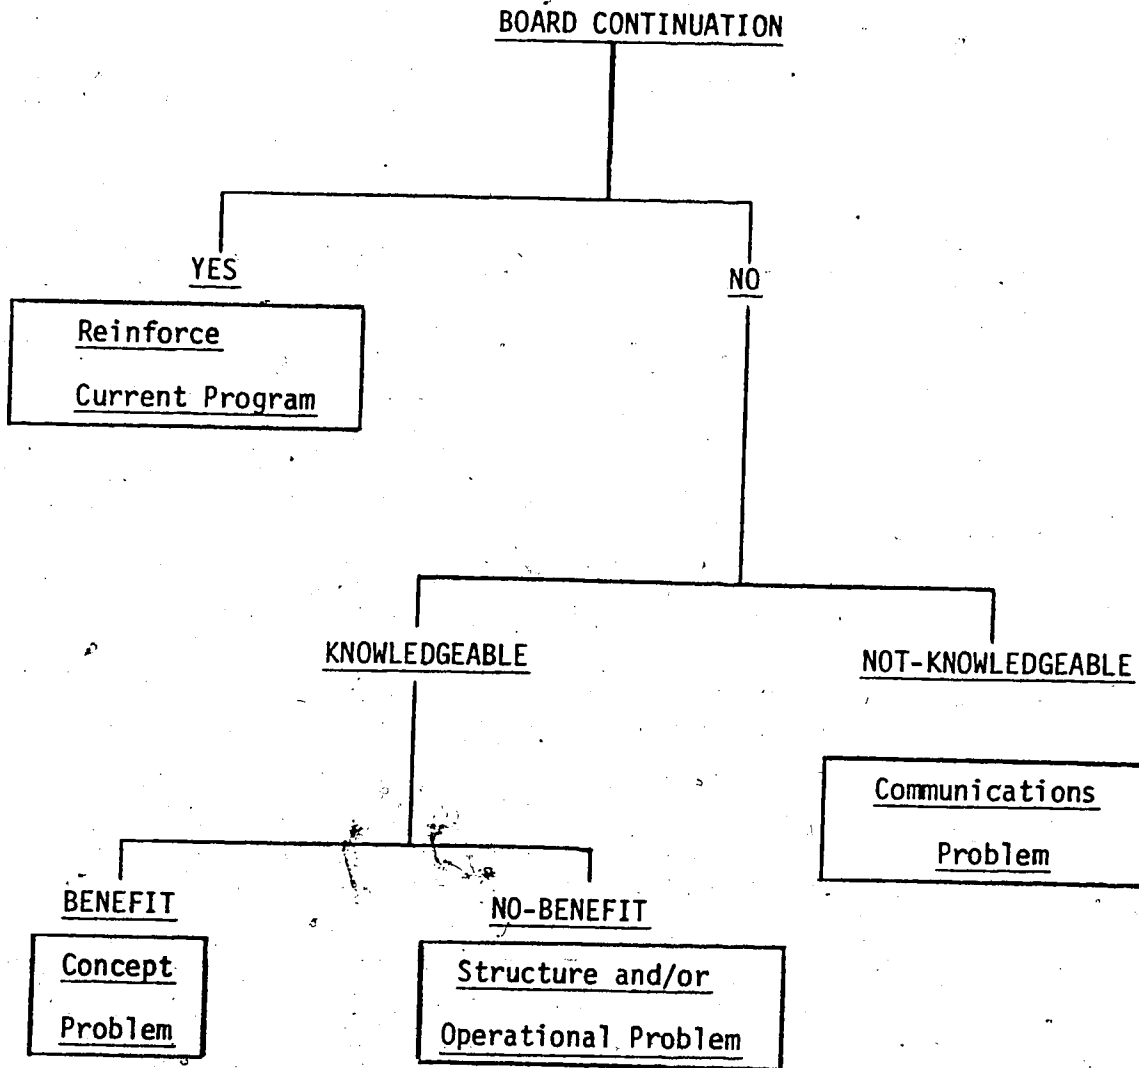 BOARD CONTINUATION
YES
NO
Reinforce
Current Program
KNOWLEDGEABLE
NOT-KNOWLEDGEABLE
Communications
Problem
BENEFIT
NO-BENEFIT
Concept
Problem
Structure and/or
Operational Problem